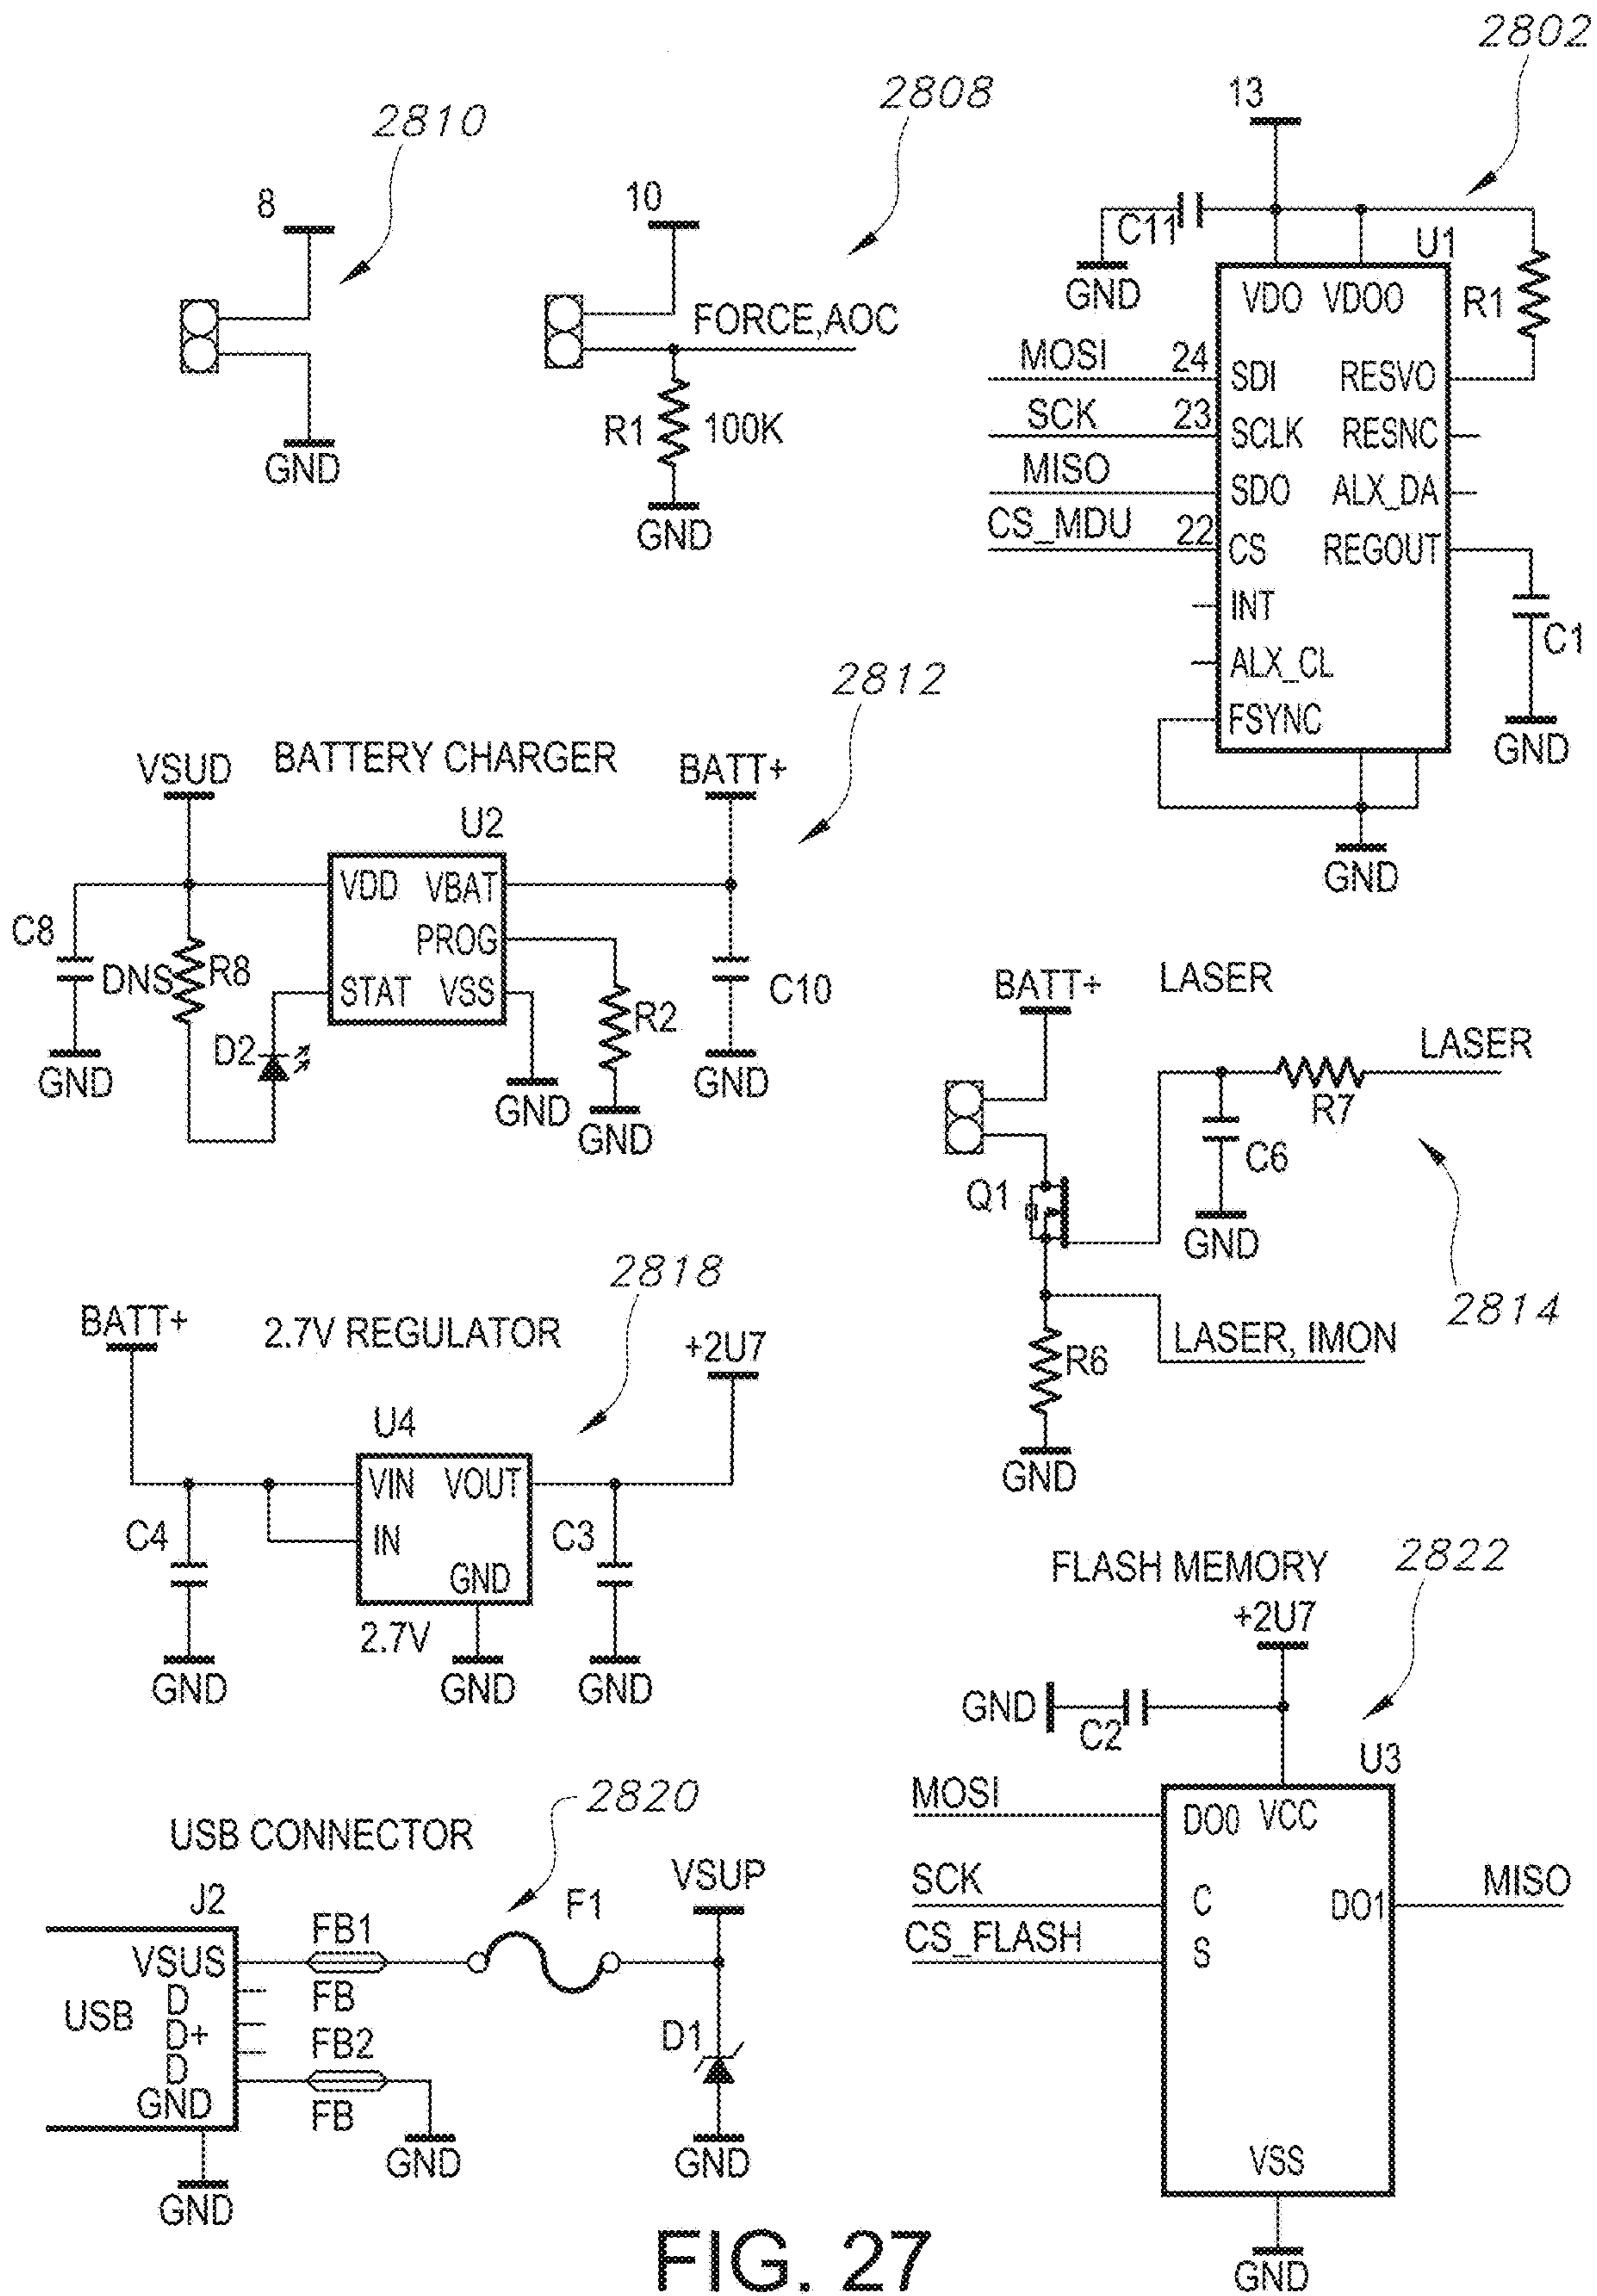 2810
8
GND
2808
10
FORCE,AOC
R1
100K
GND
2802
13
C11
GND
U1
R1
VDO VDOO
MOSI 24 SDI
RESVO
SCK 23 SCLK
RESNC
MISO SDO
ALX_DA
CS_MDU 22 CS
REGOUT
INT
C1
ALX_CL
FSYNC
GND
GND
2812
VSUD
BATTERY CHARGER
BATT+
U2
VDD VBAT
C8
PROG
DNS
R8
STAT VSS
R2
C10
D2
GND
GND
GND
GND
BATT+
LASER
LASER
R7
C6
Q1
GND
2814
LASER, IMON
R6
GND
2818
BATT+
2.7V REGULATOR
+2U7
U4
VIN VOUT
C4
IN
C3
GND
2.7V
GND
GND
GND
2822
FLASH MEMORY
+2U7
GND
C2
U3
MOSI
DO0 VCC
SCK
C
DO1
MISO
CS_FLASH
S
VSS
GND
2820
USB CONNECTOR
VSUP
J2
F1
FB1
VSUS
FB
D
USB
D+
FB2
D
D1
GND
FB
GND
GND
GND
FIG. 27